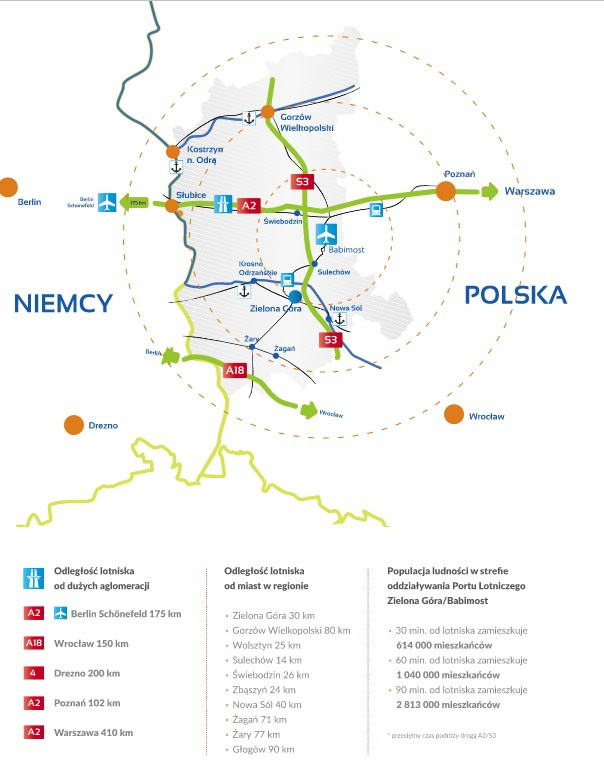 Gorzów
Wielkopolski
Kostrzyn
n. Odrą
S3
Poznań
Słubice
Berlin
Schönefeld
175 km
A2
Warszawa
Berlin
Świebodzin
Babimost
Krosno
Odrzańskie
Sulechów
NIEMCY
POLSKA
Zielona Góra
Nowa Sól
Żary
Żagań
S3
Berlin
A18
Wrocław
Wrocław
Drezno
Odległość lotniska
od dużych aglomeracji
A2 Berlin Schönefeld 175 km
A18 Wrocław 150 km
4 Drezno 200 km
A2 Poznań 102 km
A2 Warszawa 410 km
Odległość lotniska
od miast w regionie
• Zielona Góra 30 km
• Gorzów Wielkopolski 80 km
• Wolsztyn 25 km
• Sulechów 14 km
• Świebodzin 26 km
• Zbąszyń 24 km
• Nowa Sól 40 km
• Żagań 71 km
• Żary 77 km
• Głogów 90 km
Populacja ludności w strefie
oddziaływania Portu Lotniczego
Zielona Góra/Babimost
• 30 min. od lotniska zamieszkuje
614 000 mieszkańców
• 60 min. od lotniska zamieszkuje
1 040 000 mieszkańców
• 90 min. od lotniska zamieszkuje
2 813 000 mieszkańców
* przeciętny czas podróży drogą A2/S3